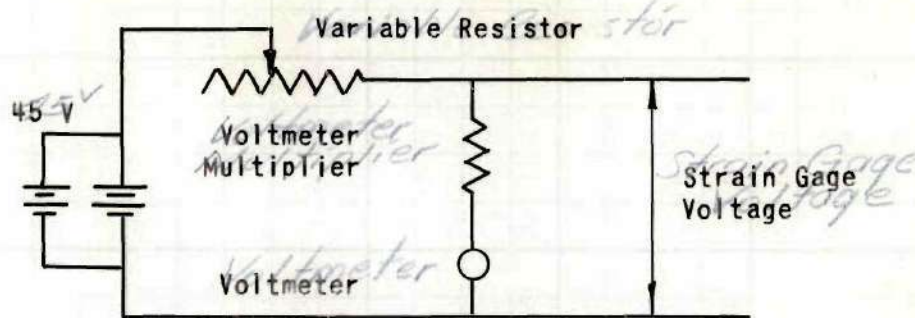 Variable Resistor
45 V
Voltmeter
Multiplier
Strain Gage
Voltage
Voltmeter